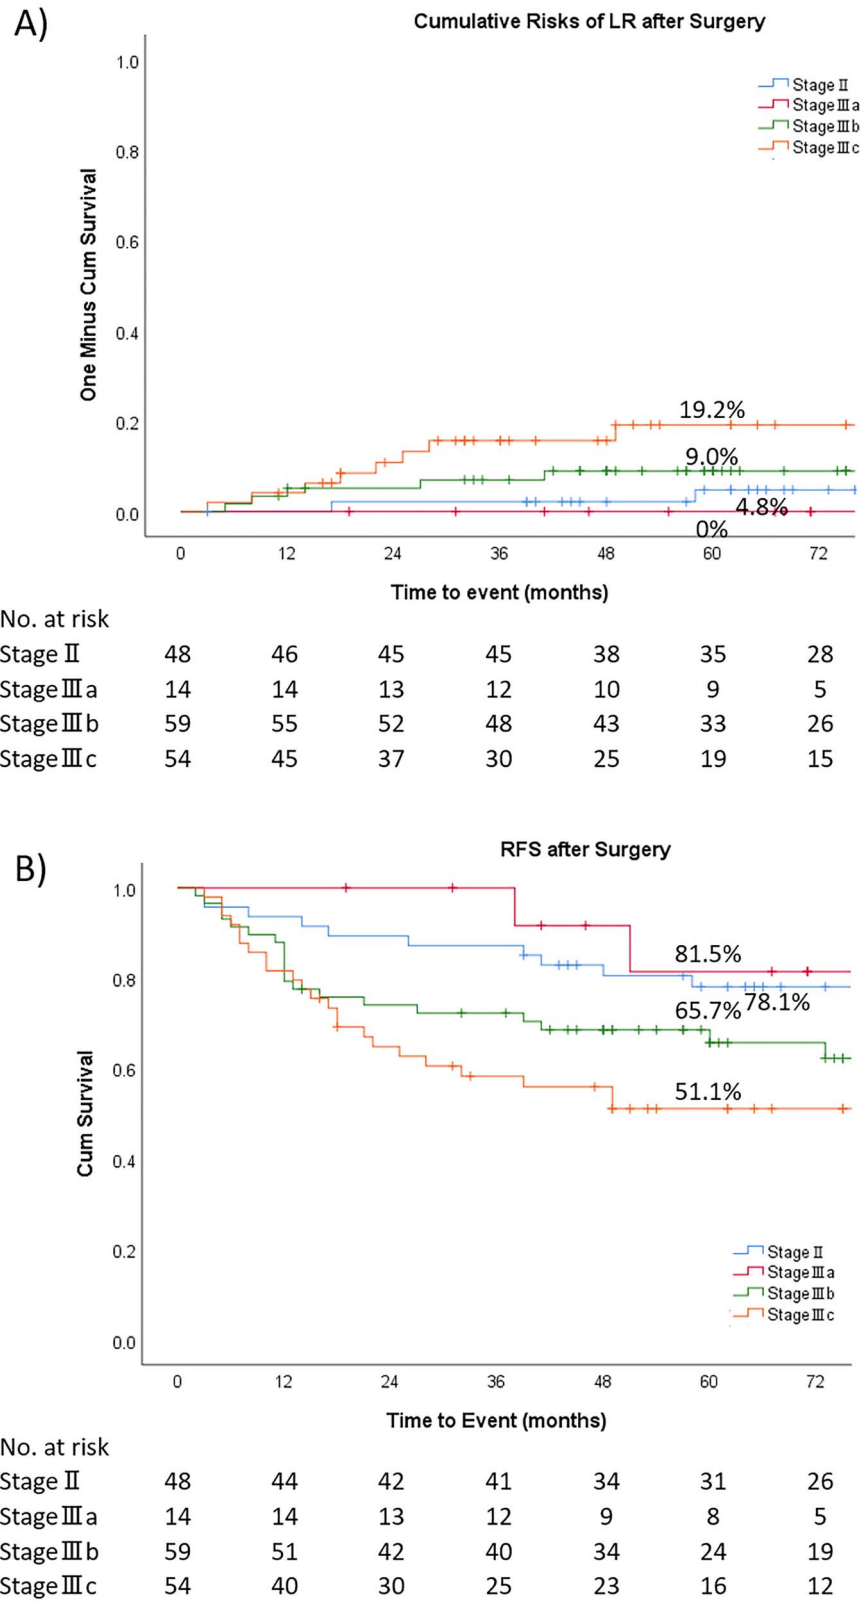 A)
Cumulative Risks of LR after Surgery
One Minus Cum Survival
1.0
0.8
0.6
0.4
0.2
0.0
Stage Ⅱ
Stage Ⅲa
Stage Ⅲb
Stage Ⅲc
19.2%
9.0%
4.8%
0%
0 12 24 36 48 60 72
Time to event (months)
No. at risk
Stage Ⅱ 48 46 45 45 38 35 28
Stage Ⅲa 14 14 13 12 10 9 5
Stage Ⅲb 59 55 52 48 43 33 26
Stage Ⅲc 54 45 37 30 25 19 15
B)
RFS after Surgery
Cum Survival
1.0
0.8
0.6
0.4
0.2
0.0
81.5%
78.1%
65.7%
51.1%
Stage Ⅱ
Stage Ⅲa
Stage Ⅲb
Stage Ⅲc
0 12 24 36 48 60 72
Time to Event (months)
No. at risk
Stage Ⅱ 48 44 42 41 34 31 26
Stage Ⅲa 14 14 13 12 9 8 5
Stage Ⅲb 59 51 42 40 34 24 19
Stage Ⅲc 54 40 30 25 23 16 12